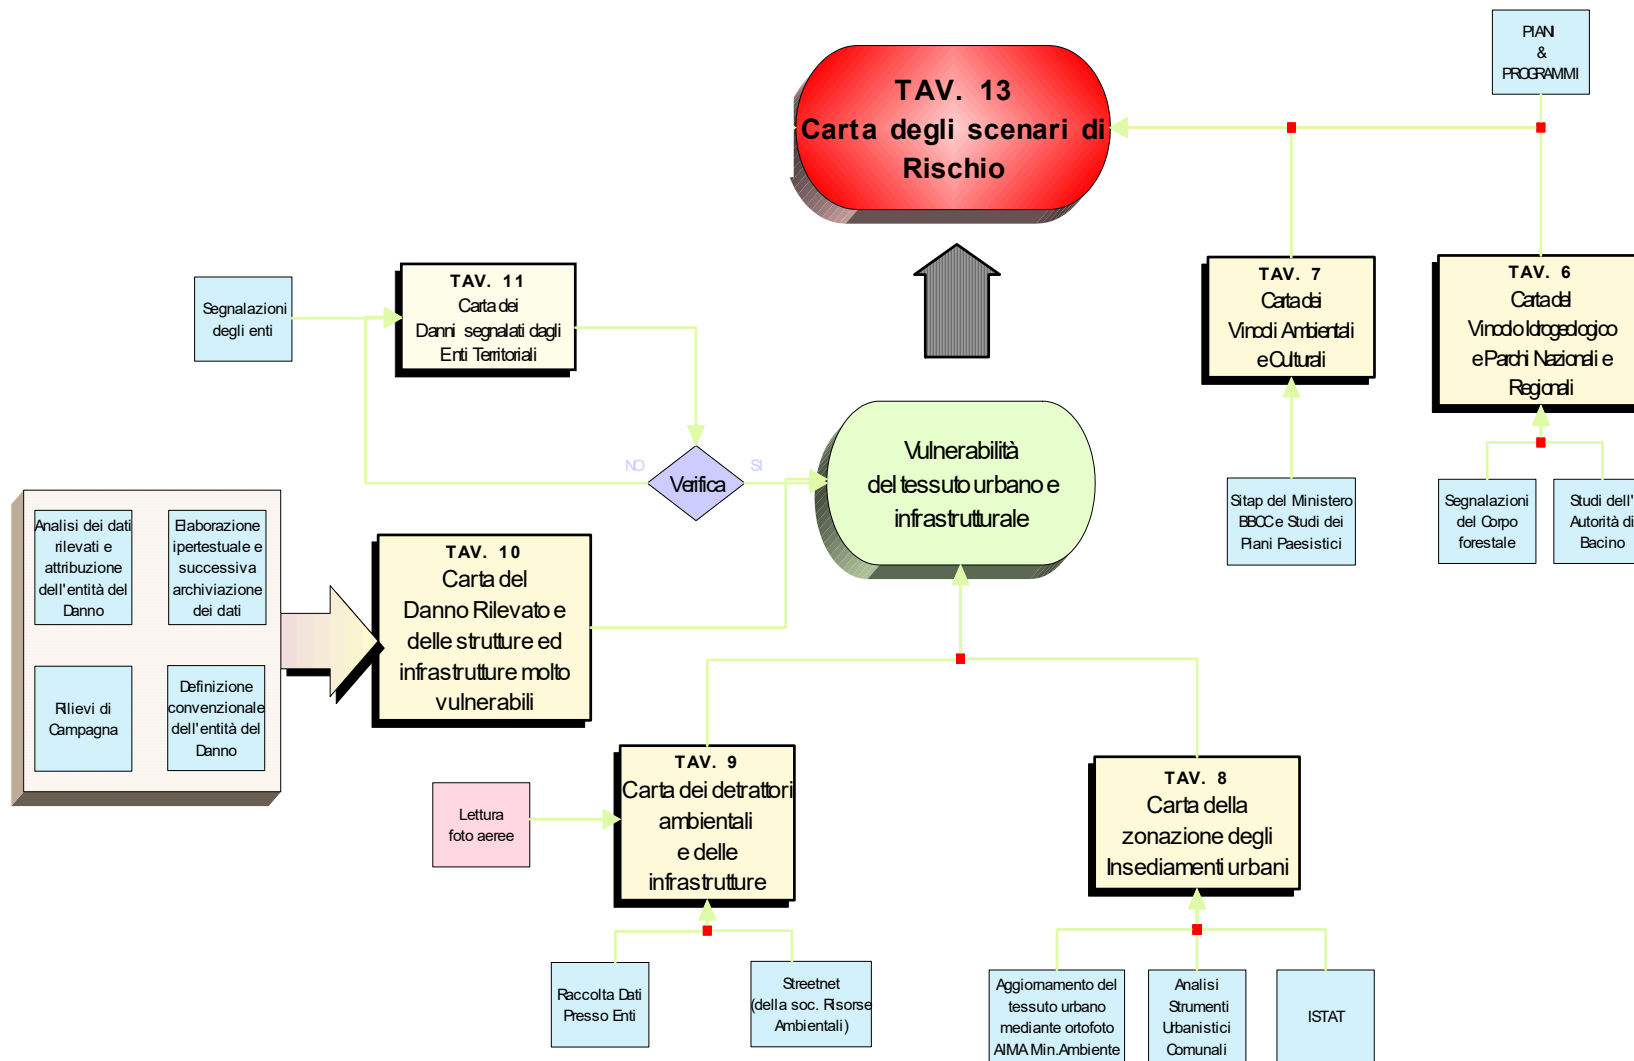 PIANI
&
PROGRAMMI
TAV. 13
Carta degli scenari di
Rischio
TAV. 11
Carta dei
Danni segnalati dagli
Enti Territoriali
Segnalazioni
degli enti
TAV. 7
Carta dei
Vincoli Ambientali
e Culturali
TAV. 6
Carta del
Vincolo Idrogeologico
e Parchi Nazionali e
Regionali
NO
Verifica
SI
Vulnerabilità
del tessuto urbano e
infrastrutturale
Sitap del Ministero
BBCC e Studi dei
Piani Paesistici
Segnalazioni
del Corpo
forestale
Studi dell'
Autorità di
Bacino
Analisi dei dati
rilevati e
attribuzione
dell'entità del
Danno
Elaborazione
ipertestuale e
successiva
archiviazione
dei dati
Rilievi di
Campagna
Definizione
convenzionale
dell'entità del
Danno
TAV. 10
Carta del
Danno Rilevato e
delle strutture ed
infrastrutture molto
vulnerabili
TAV. 9
Carta dei detrattori
ambientali
e delle
infrastrutture
Lettura
foto aeree
TAV. 8
Carta della
zonazione degli
Insediamenti urbani
Raccolta Dati
Presso Enti
Streetnet
(della soc. Risorse
Ambientali)
Aggiornamento del
tessuto urbano
mediante ortofoto
AIMA Min.Ambiente
Analisi
Strumenti
Urbanistici
Comunali
ISTAT